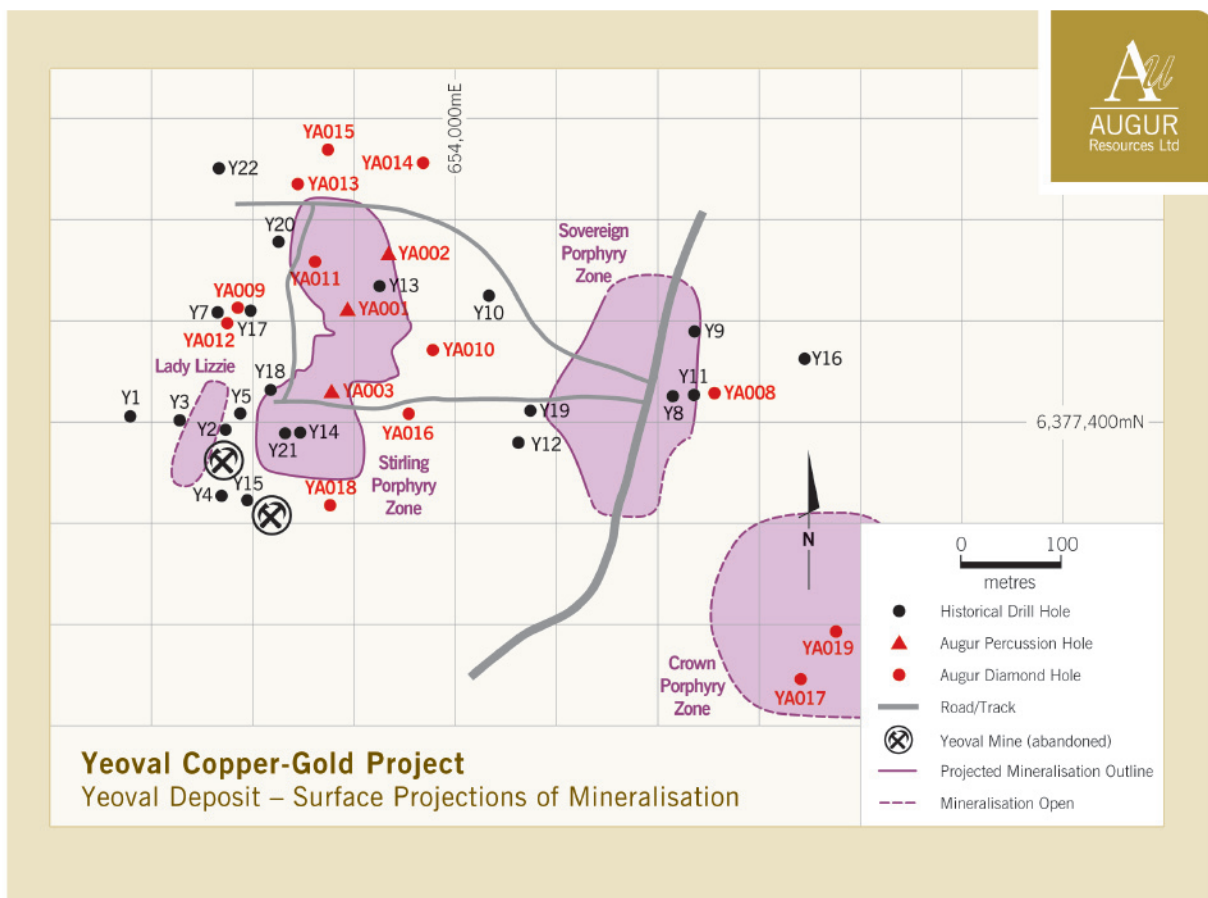 Au
AUGUR
Resources Ltd
654,000mE
YA015
YA014
Y22
YA013
Y20
Sovereign
Porphyry
Zone
YA002
YA011
Y13
YA009
Y7
Y17
YA001
Y10
YA012
Y9
Lady Lizzie
YA010
Y16
Y18
YA003
Y11
YA008
Y1
Y3
Y5
Y8
Y19
Y2
YA016
6,377,400mN
Y21
Y14
Y12
Stirling
Porphyry
Zone
Y4
Y15
YA018
N
0
100
metres
Historical Drill Hole
Augur Percussion Hole
YA019
Crown
Porphyry
Zone
YA017
Augur Diamond Hole
Road/Track
Yeoval Mine (abandoned)
Projected Mineralisation Outline
Mineralisation Open
Yeoval Copper-Gold Project
Yeoval Deposit – Surface Projections of Mineralisation